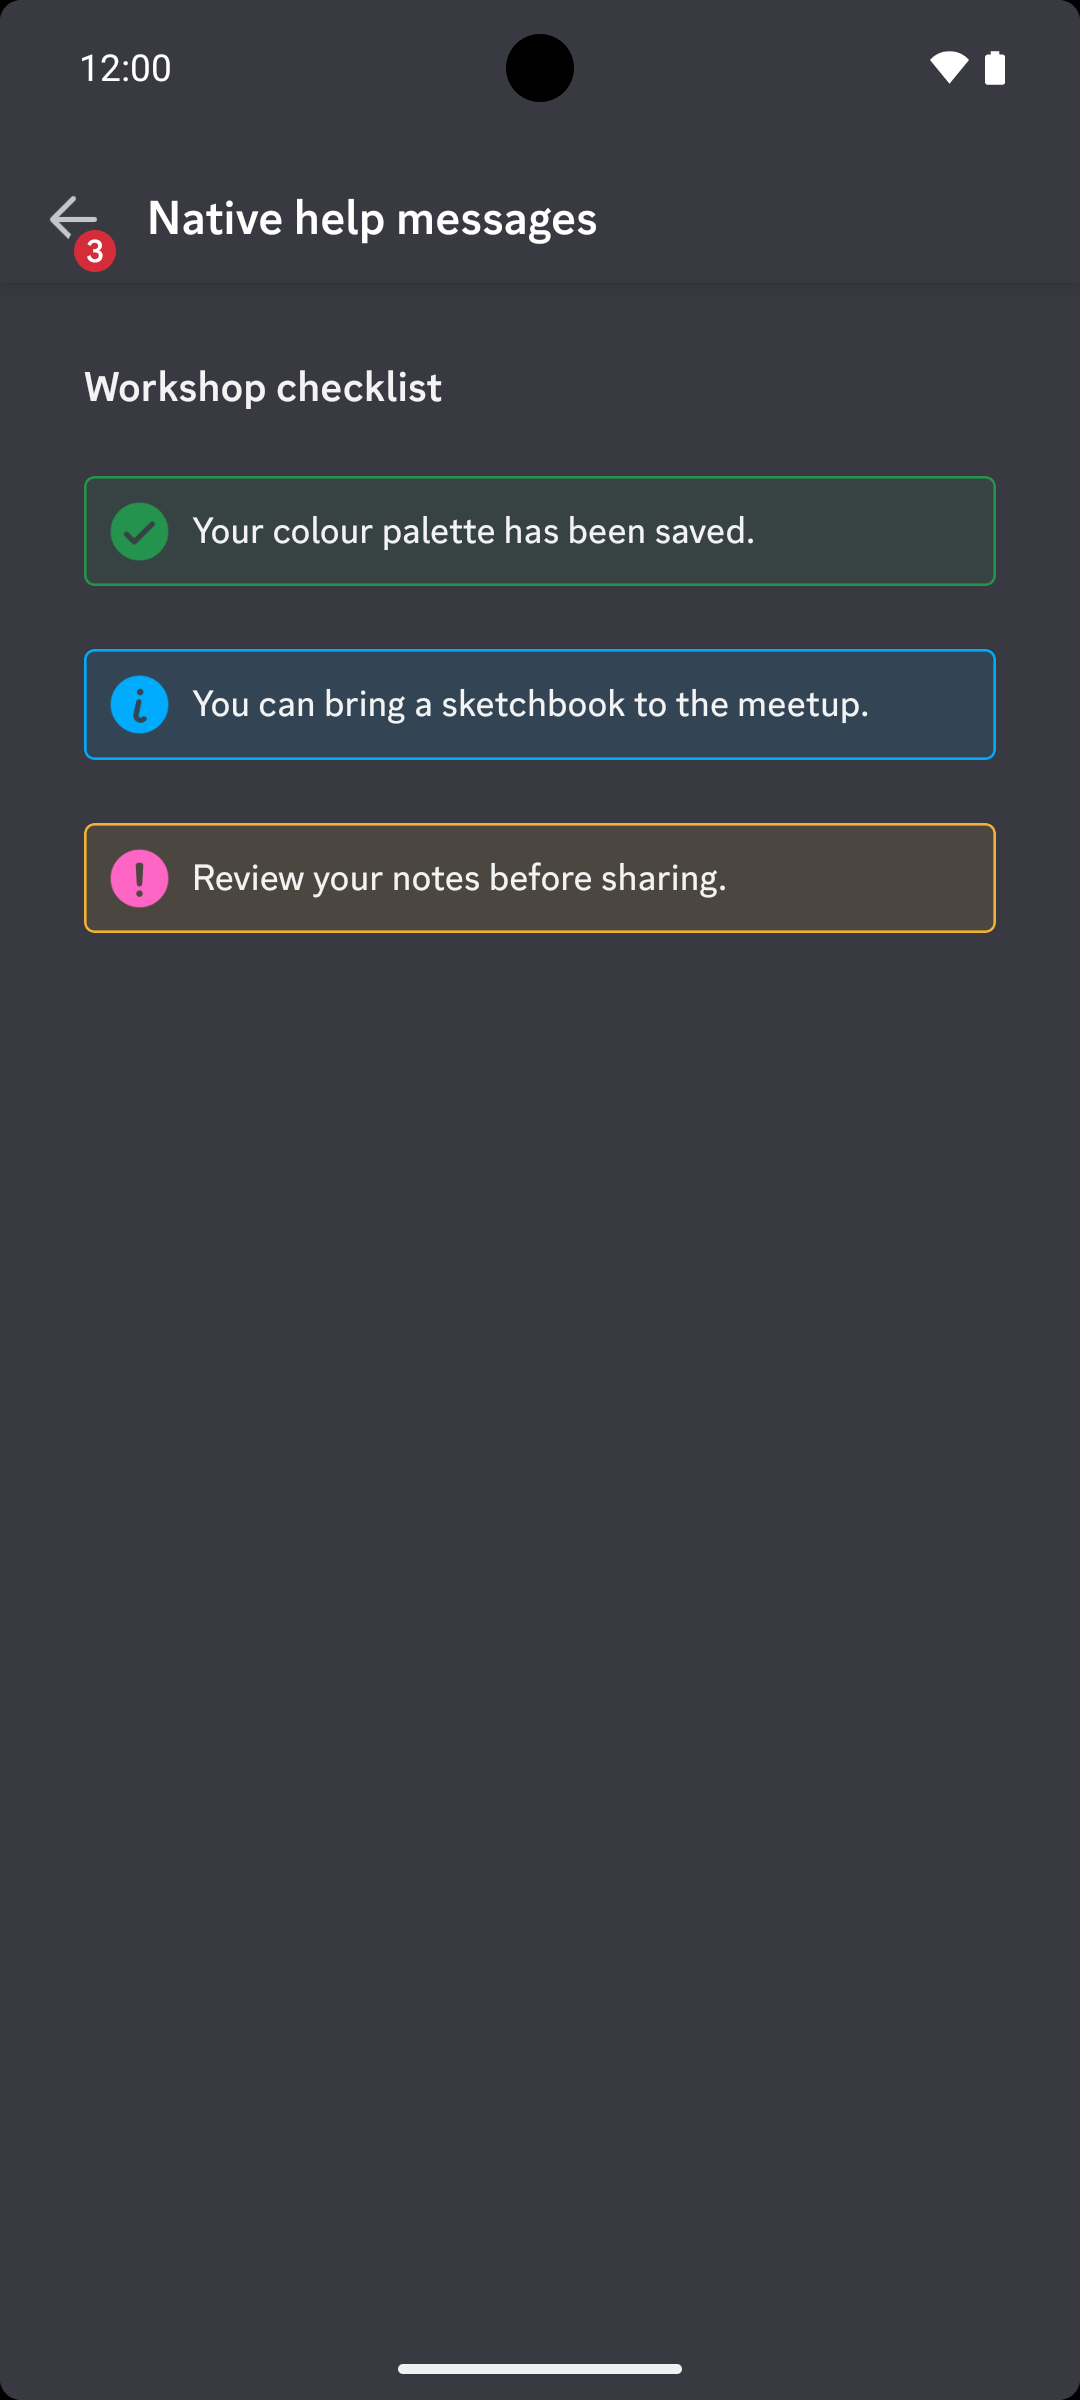 12:00
Native help messages
3
Workshop checklist
Your colour palette has been saved.
You can bring a sketchbook to the meetup.
Review your notes before sharing.